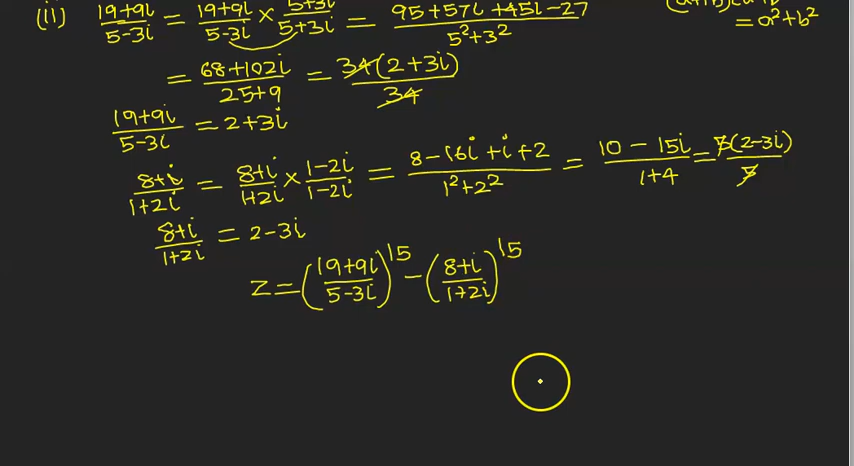 (ii) (19+9i)/(5-3i) = (19+9i)/(5-3i) × (5+3i)/(5+3i) = (95+57i+45i-27)/(5²+3²)
= a²+b²
= (68+102i)/(25+9) = 34(2+3i)/34
(19+9i)/(5-3i) = 2+3i
(8+i)/(1+2i) = (8+i)/(1+2i) × (1-2i)/(1-2i) = (8-16i+i+2)/(1²+2²) = (10-15i)/(1+4) = 5(2-3i)/5
(8+i)/(1+2i) = 2-3i
z = ((19+9i)/(5-3i))¹⁵ - ((8+i)/(1+2i))¹⁵